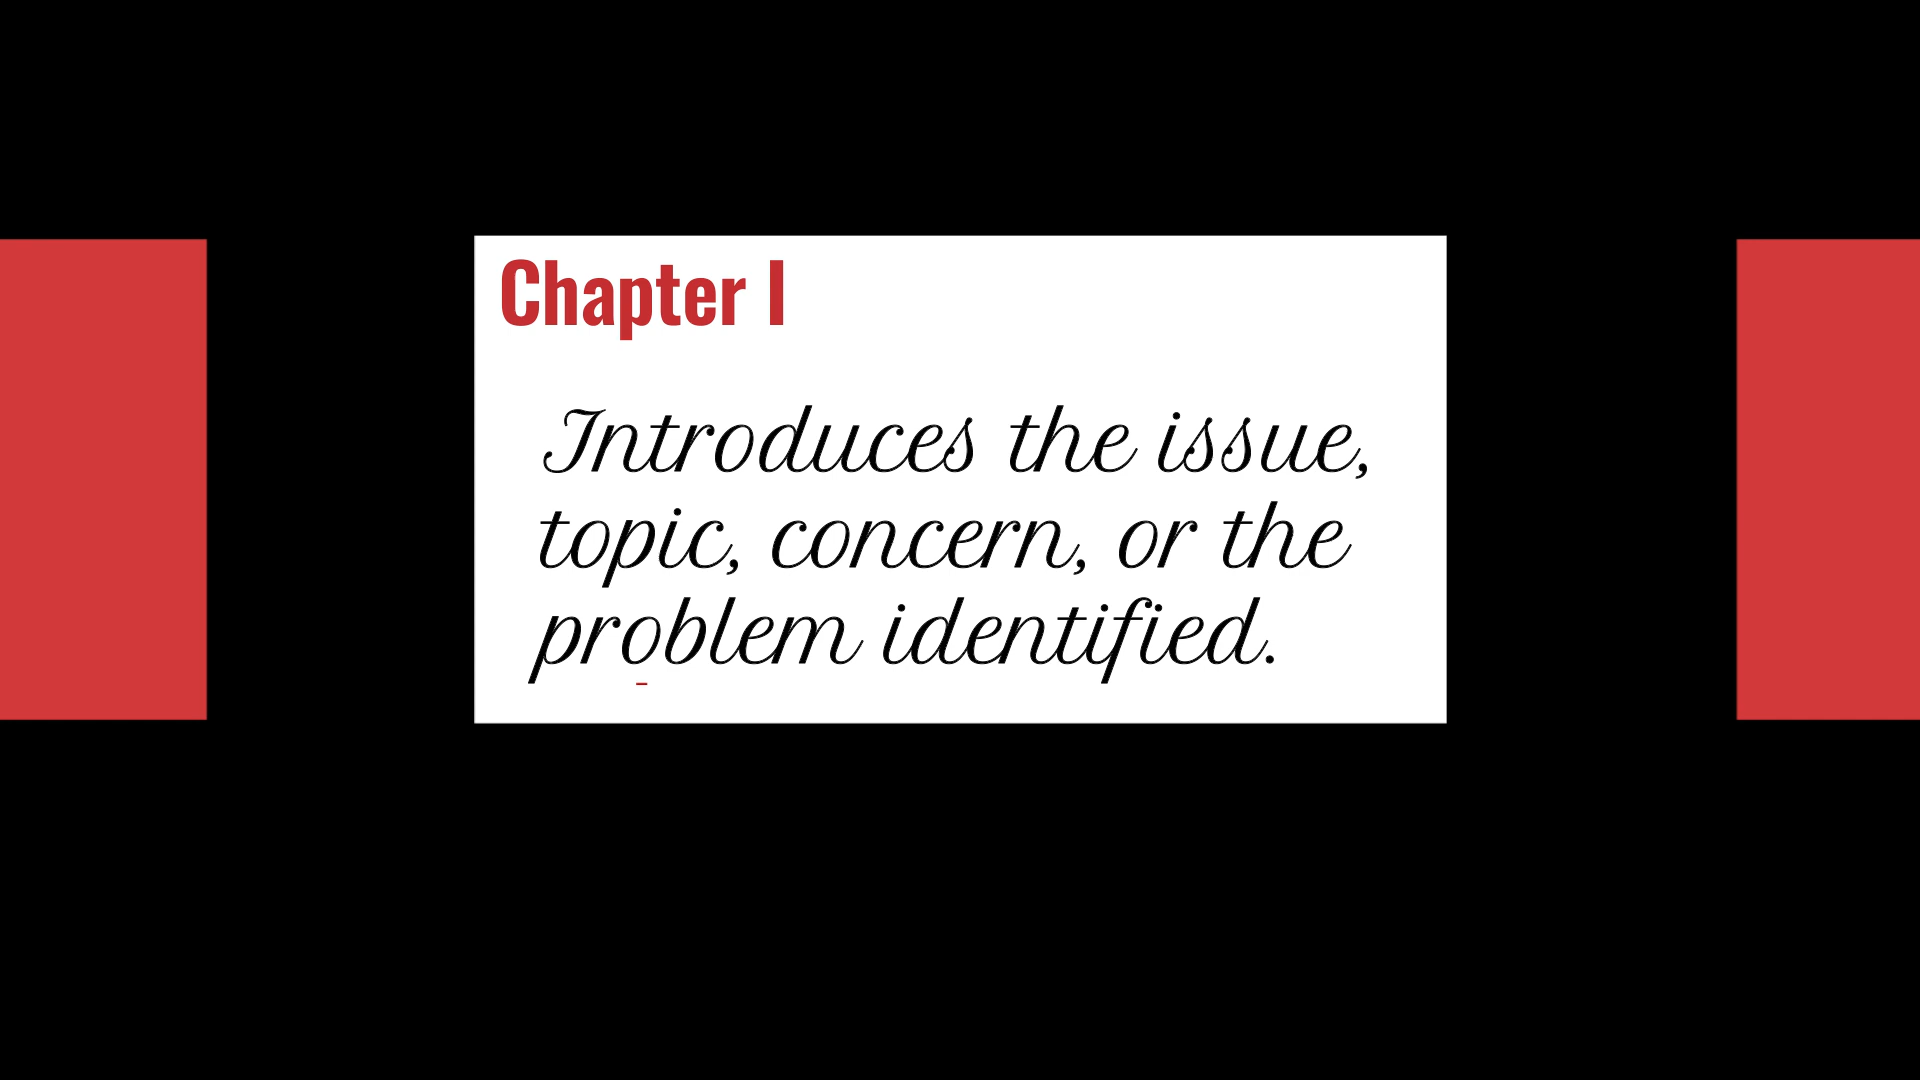 Chapter I
Introduces the issue,
topic, concern, or the
problem identified.